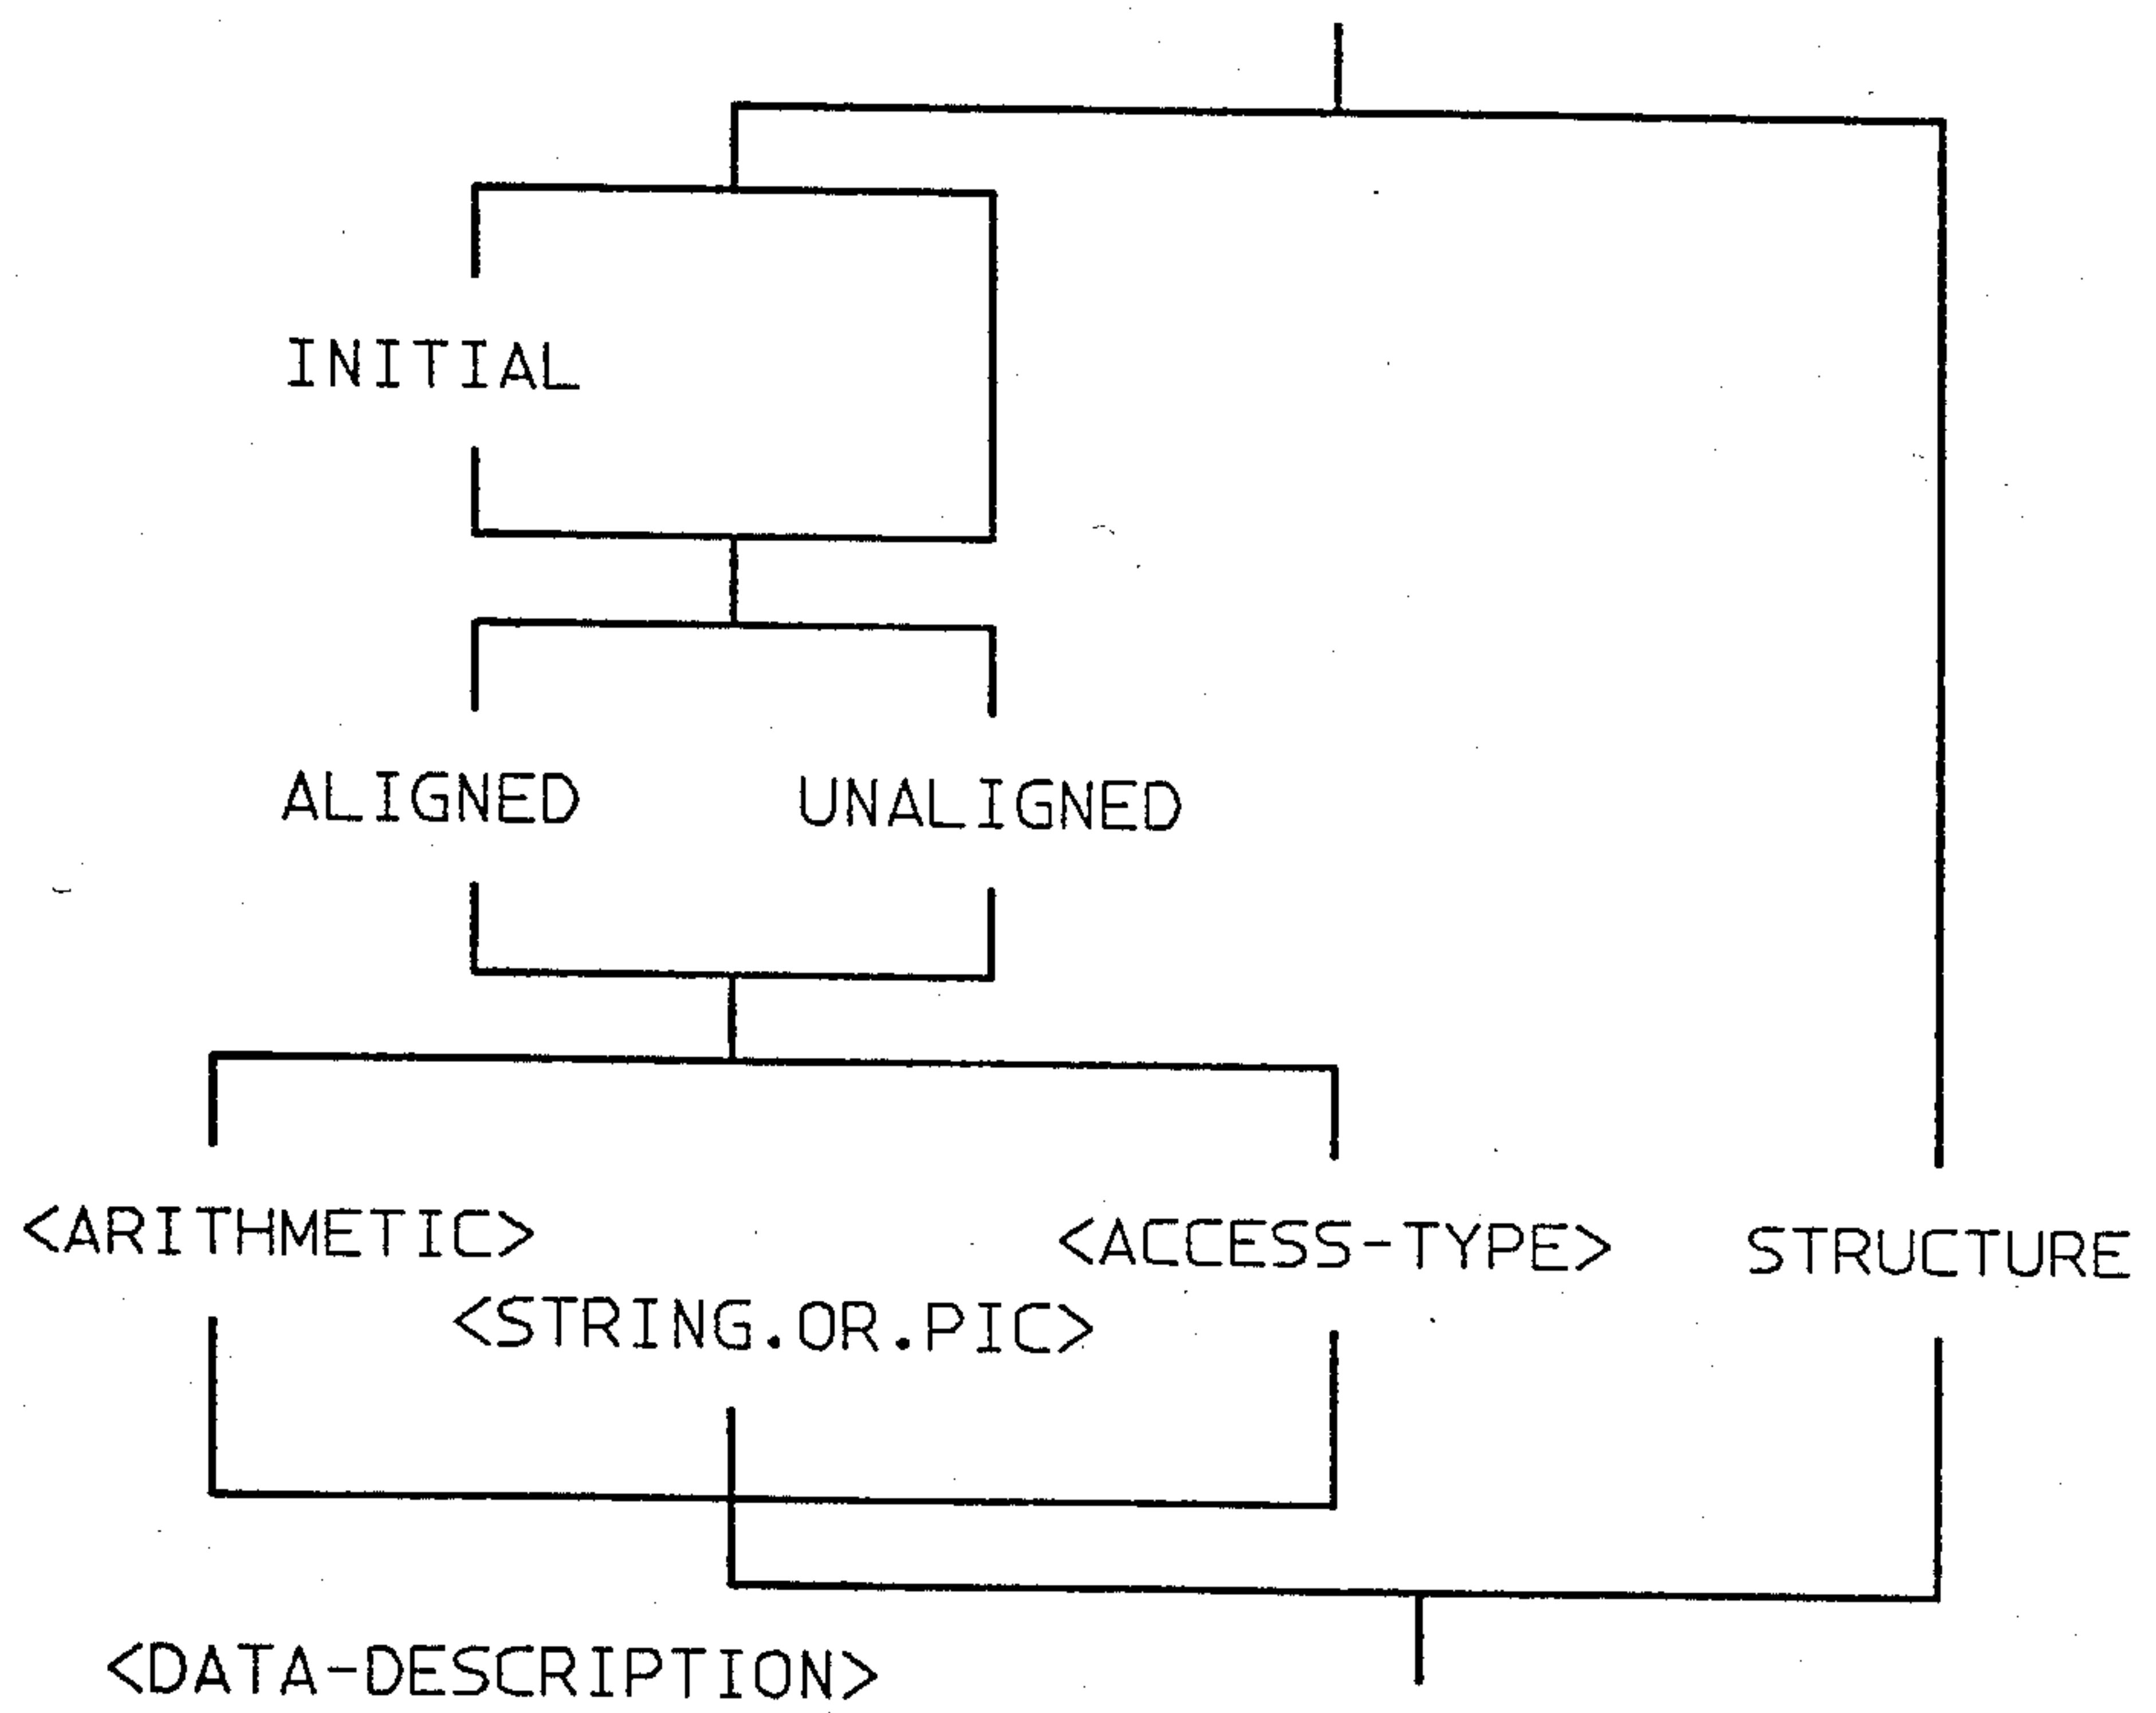 INITIAL
ALIGNED UNALIGNED
<ARITHMETIC> <ACCESS-TYPE> STRUCTURE
<STRING.OR.PIC>
<DATA-DESCRIPTION>